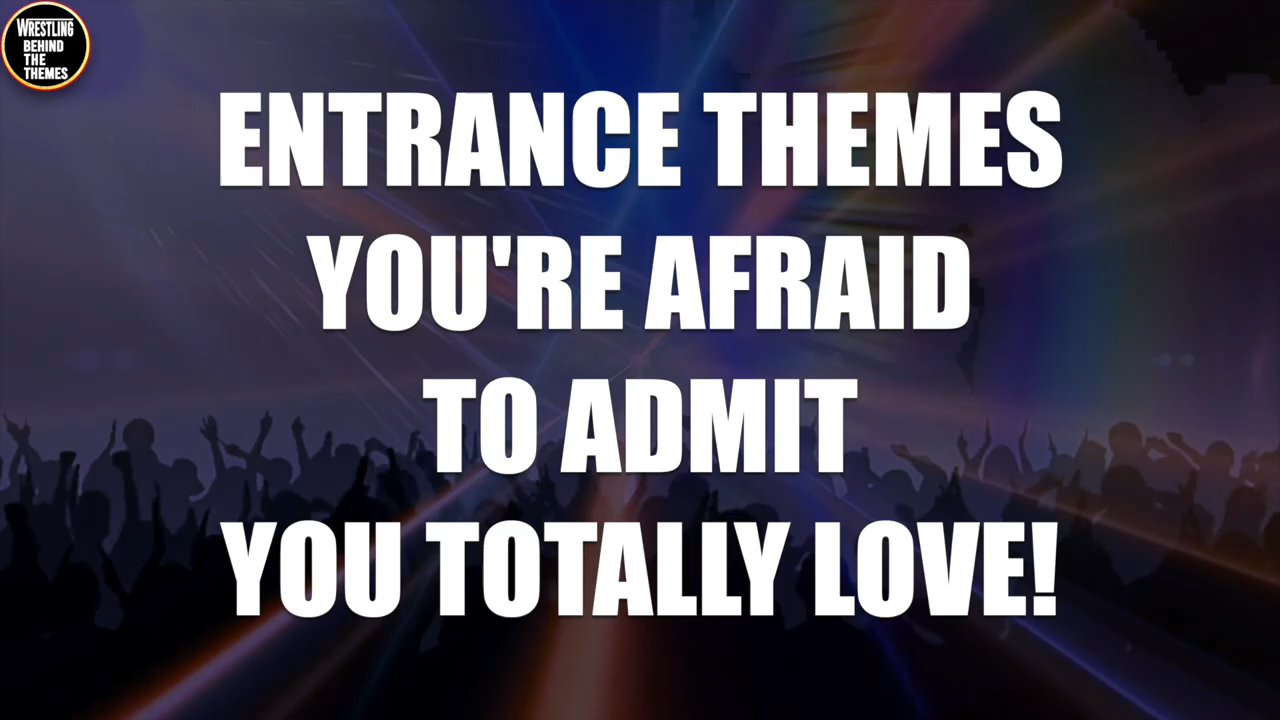 WRESTLING
BEHIND
THE
THEMES
ENTRANCE THEMES
YOU'RE AFRAID
TO ADMIT
YOU TOTALLY LOVE!